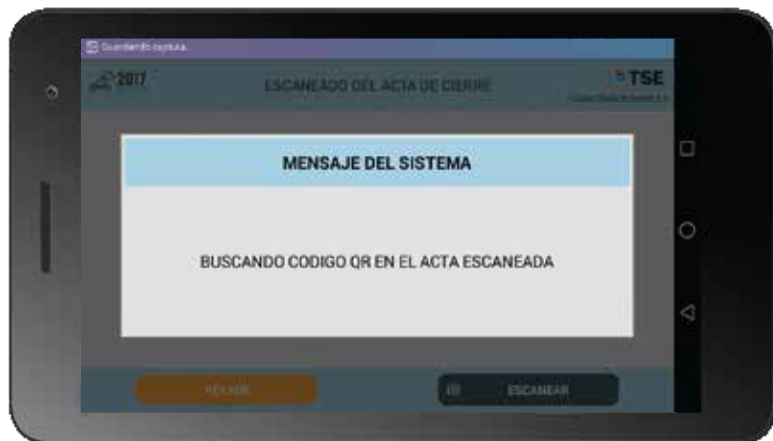 Guardando captura.
2017
ESCANEADO DEL ACTA DE CIERRE
TSE
MENSAJE DEL SISTEMA
BUSCANDO CODIGO QR EN EL ACTA ESCANEADA
VOLVER
ESCANEAR